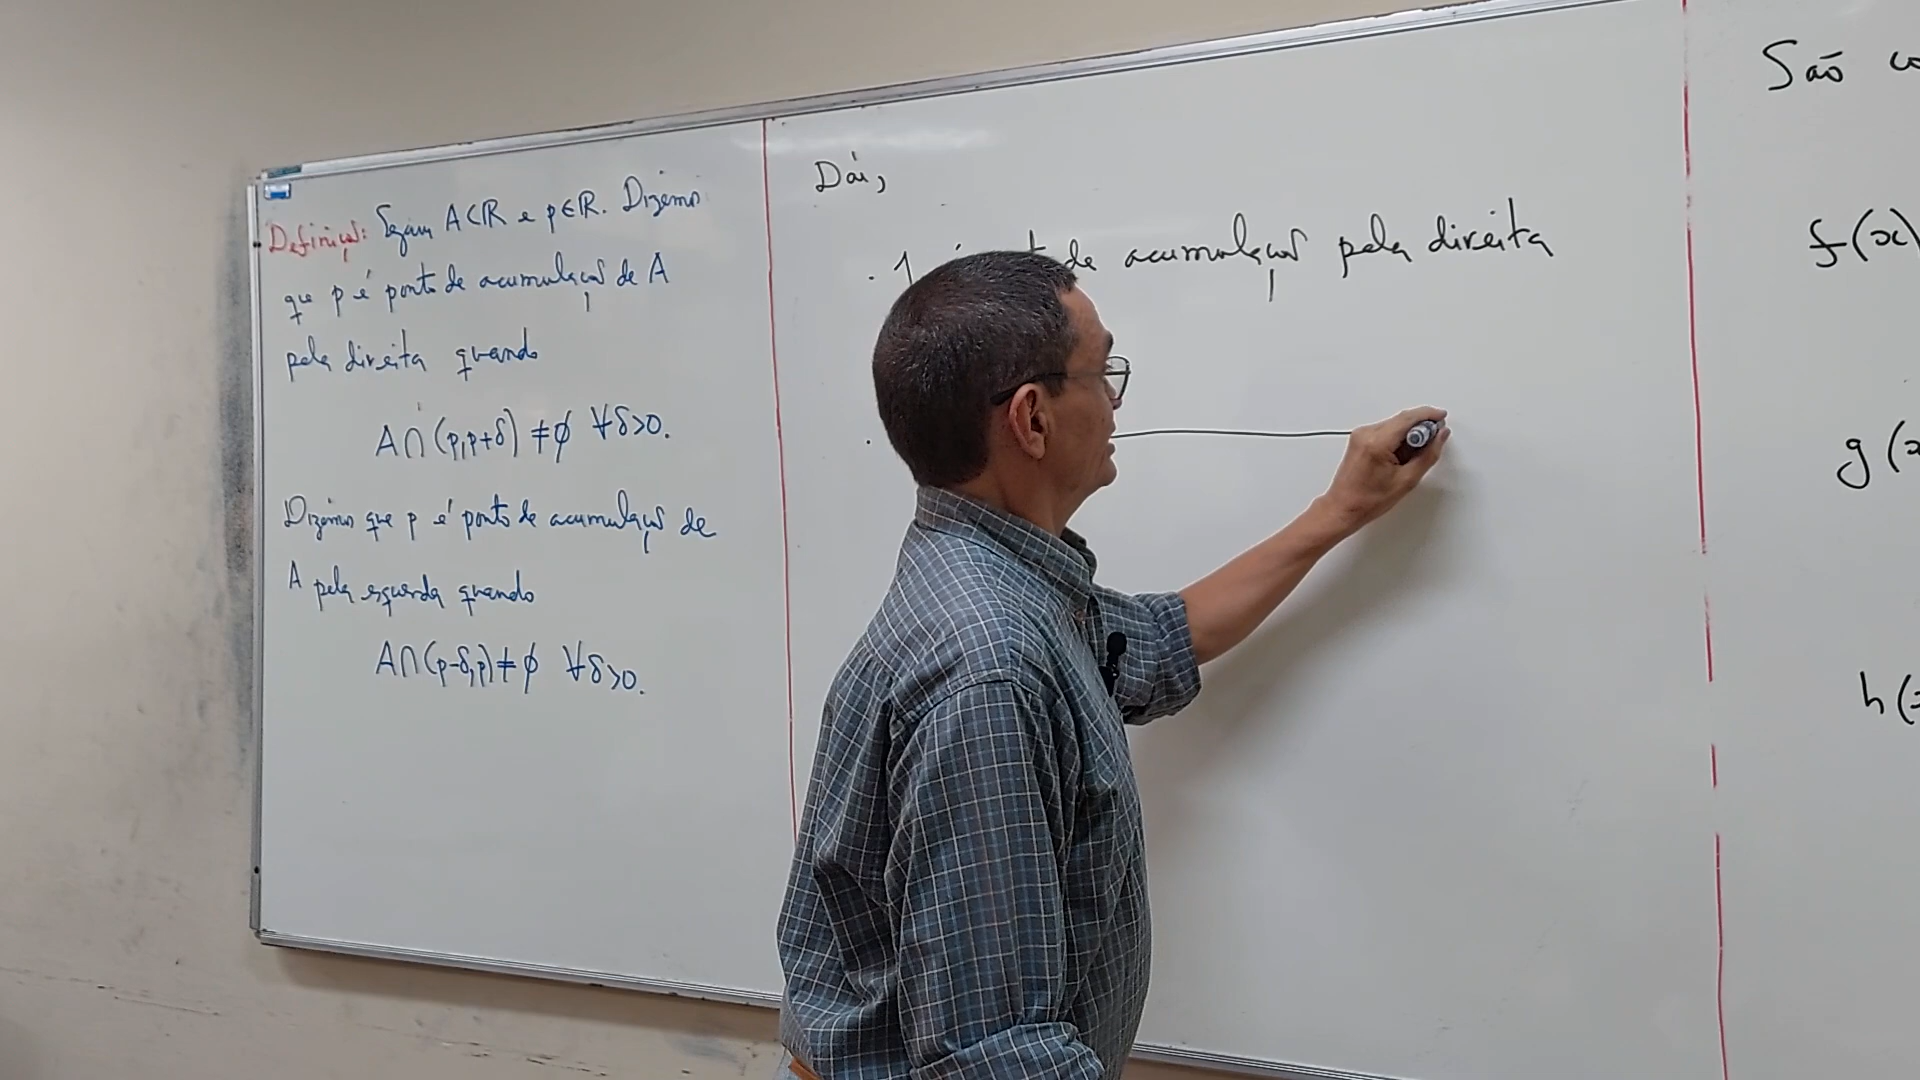 Definição: Sejam A⊂ℝ e p∈ℝ. Dizemos
que p é ponto de acumulação de A
pela direita quando
A∩(p,p+δ) ≠ ∅ ∀δ>0.
Dizemos que p é ponto de acumulação de
A pela esquerda quando
A∩(p-δ,p) ≠ ∅ ∀δ>0.
Daí,
· 1 de acumulação pela direita
·
São
f(x)
g(
h(